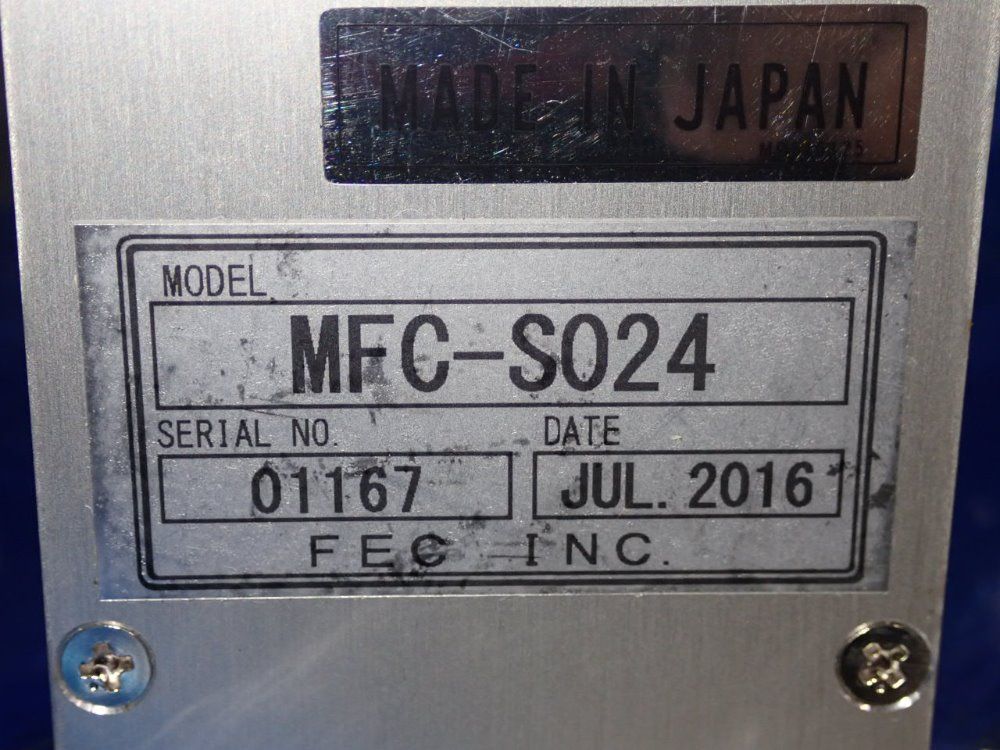 MADE IN JAPAN
MODEL
MFC-S024
SERIAL NO. DATE
01167 JUL. 2016
FEC INC.